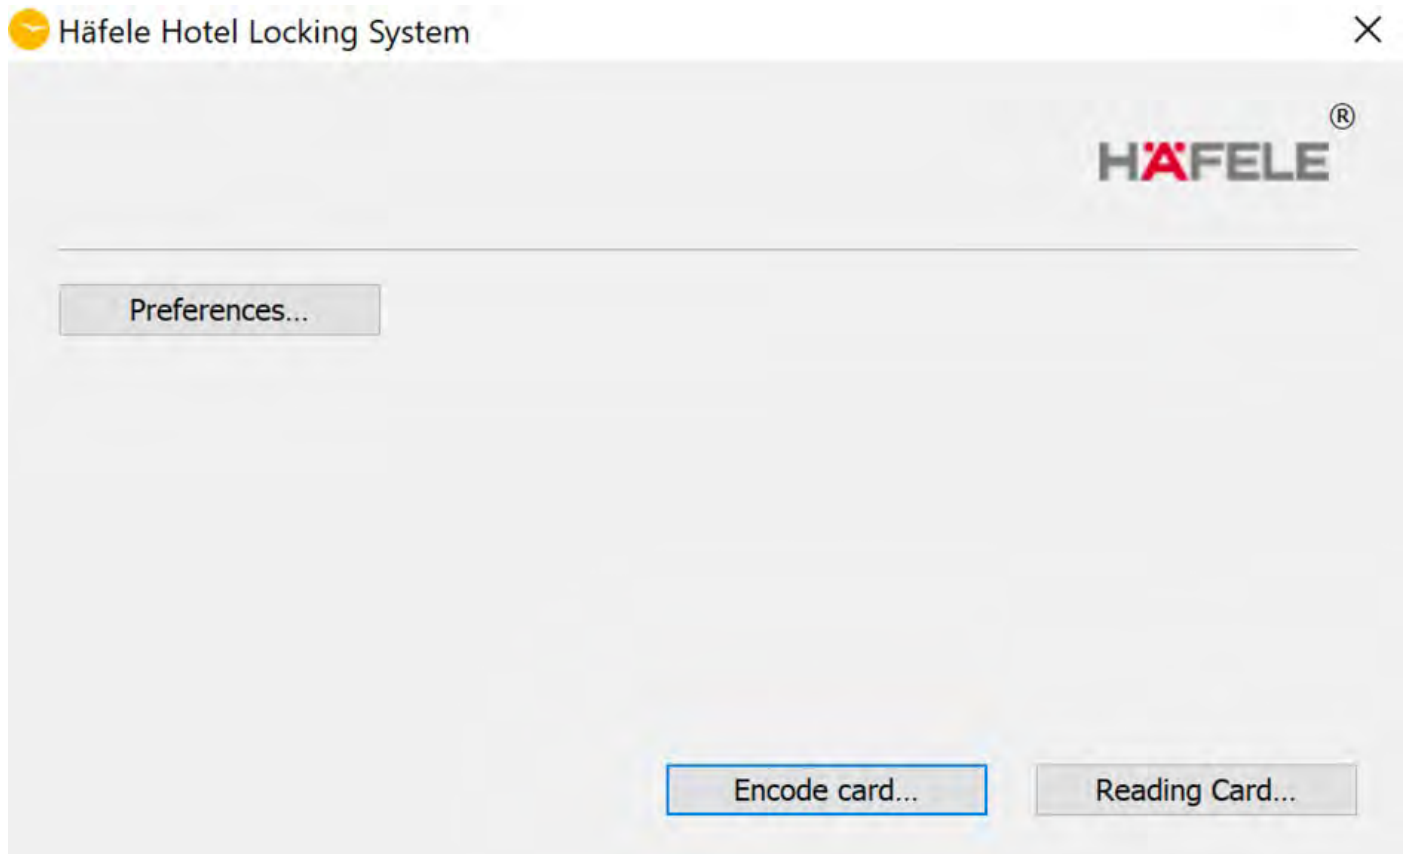 Häfele Hotel Locking System
®
HÄFELE
Preferences...
Encode card...
Reading Card...